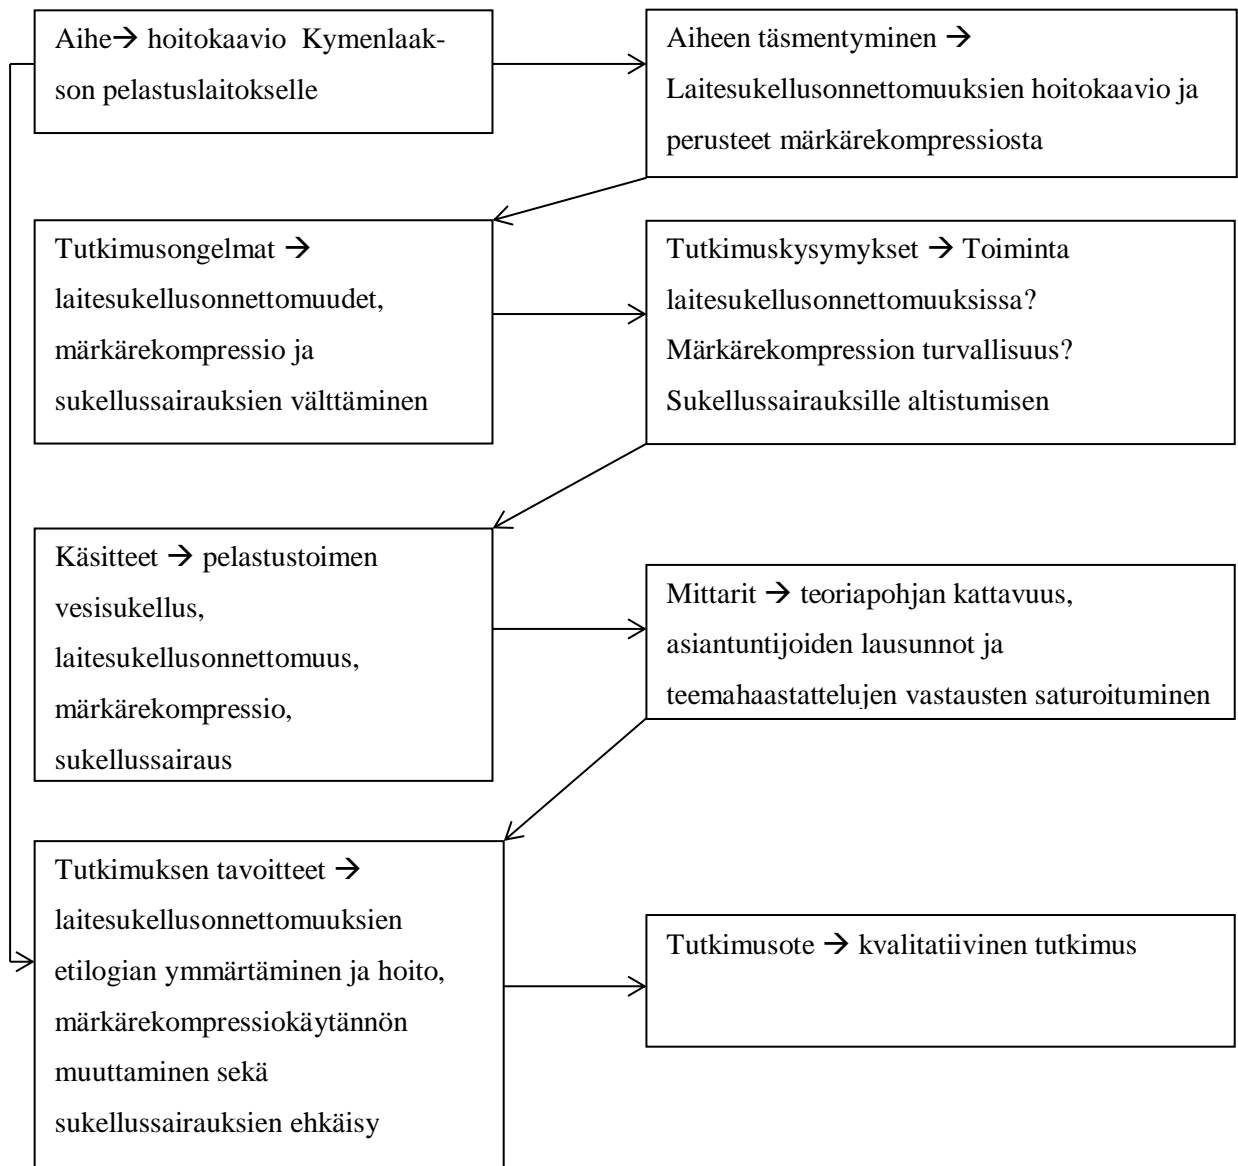 Aihe→ hoitokaavio Kymenlaak-
son pelastuslaitokselle
Aiheen täsmentyminen →
Laitesukellusonnettomuuksien hoitokaavio ja
perusteet märkärekompressiosta
Tutkimusongelmat →
laitesukellusonnettomuudet,
märkärekompressio ja
sukellussairauksien välttäminen
Tutkimuskysymykset → Toiminta
laitesukellusonnettomuuksissa?
Märkärekompression turvallisuus?
Sukellussairauksille altistumisen
Käsitteet → pelastustoimen
vesisukellus,
laitesukellusonnettomuus,
märkärekompressio,
sukellussairaus
Mittarit → teoriapohjan kattavuus,
asiantuntijoiden lausunnot ja
teemahaastattelujen vastausten saturoituminen
Tutkimuksen tavoitteet →
laitesukellusonnettomuuksien
etilogian ymmärtäminen ja hoito,
märkärekompressiokäytännön
muuttaminen sekä
sukellussairauksien ehkäisy
Tutkimusote → kvalitatiivinen tutkimus